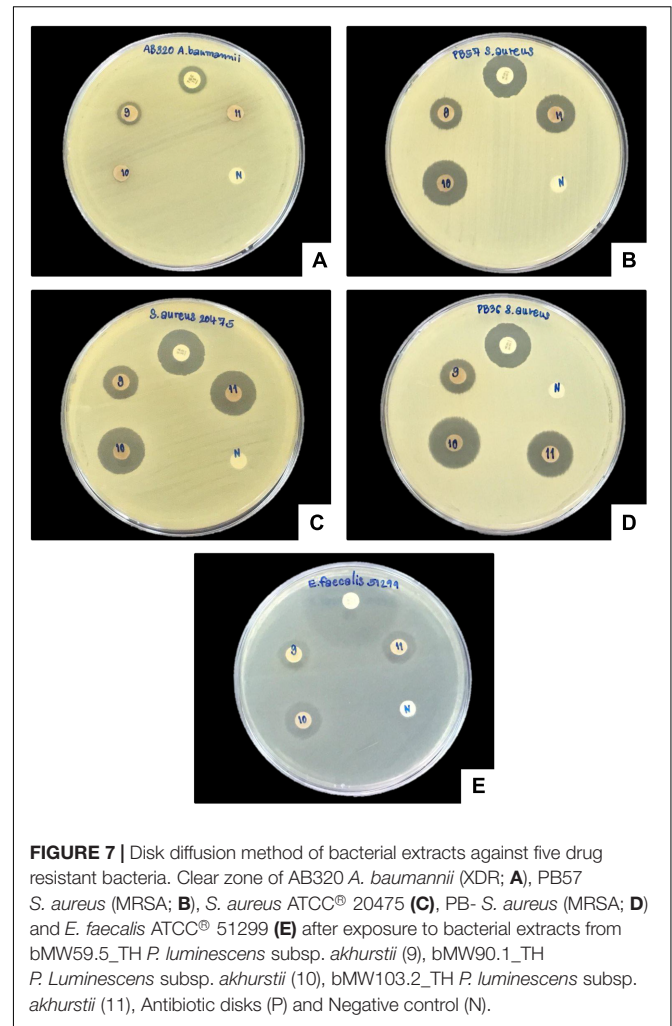 AB320 A.baumannii
9
11
10
N
A
PB57 S.aureus
9
11
10
N
B
S.aureus 20475
9
11
10
N
C
PB36 S.aureus
9
N
10
11
D
E.faecalis 51299
9
11
10
N
E
FIGURE 7 | Disk diffusion method of bacterial extracts against five drug
resistant bacteria. Clear zone of AB320 A. baumannii (XDR; A), PB57
S. aureus (MRSA; B), S. aureus ATCC® 20475 (C), PB- S. aureus (MRSA; D)
and E. faecalis ATCC® 51299 (E) after exposure to bacterial extracts from
bMW59.5_TH P. luminescens subsp. akhurstii (9), bMW90.1_TH
P. Luminescens subsp. akhurstii (10), bMW103.2_TH P. luminescens subsp.
akhurstii (11), Antibiotic disks (P) and Negative control (N).